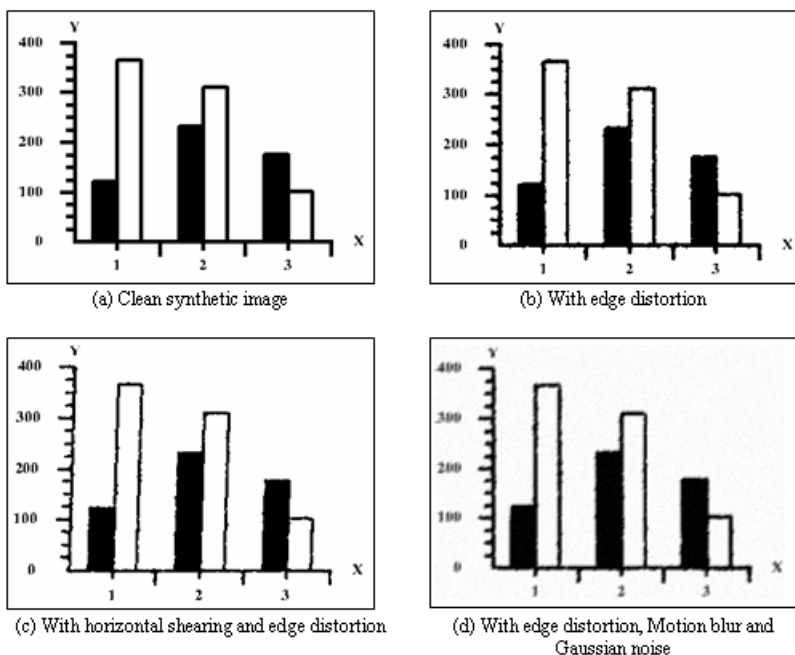 Y
400
300
200
100
0
1 2 3 X
(a) Clean synthetic image
Y
400
300
200
100
0
1 2 3 X
(b) With edge distortion
Y
400
300
200
100
0
1 2 3 X
(c) With horizontal shearing and edge distortion
Y
400
300
200
100
0
1 2 3 X
(d) With edge distortion, Motion blur and
Gaussian noise